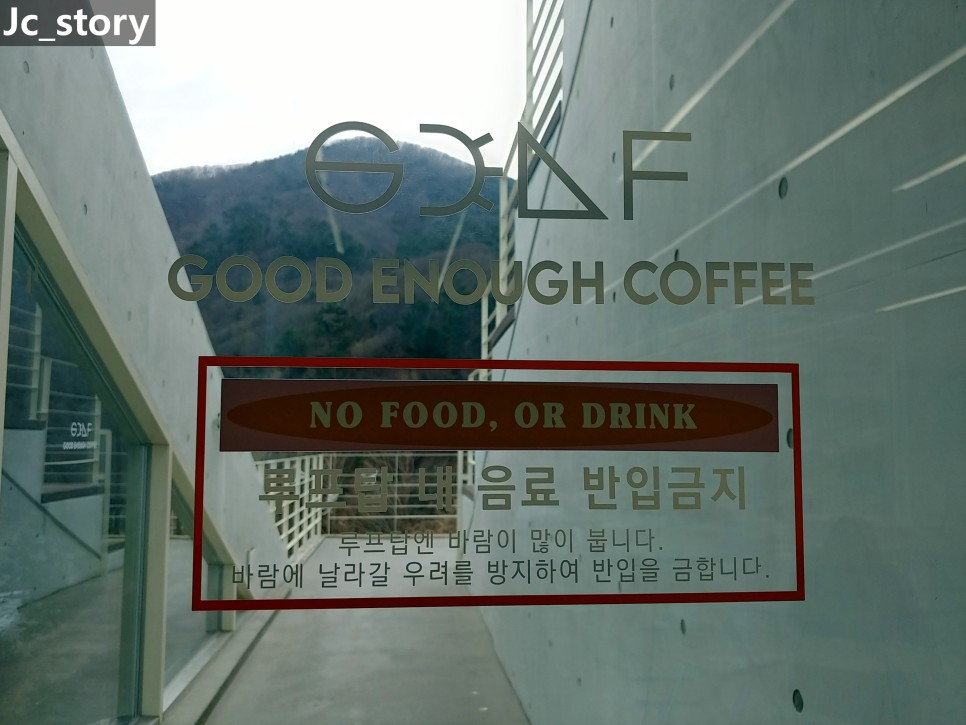 Jc_story
GOOD ENOUGH COFFEE
NO FOOD, OR DRINK
루프탑 내 음료 반입금지
루프탑엔 바람이 많이 붑니다.
바람에 날라갈 우려를 방지하여 반입을 금합니다.